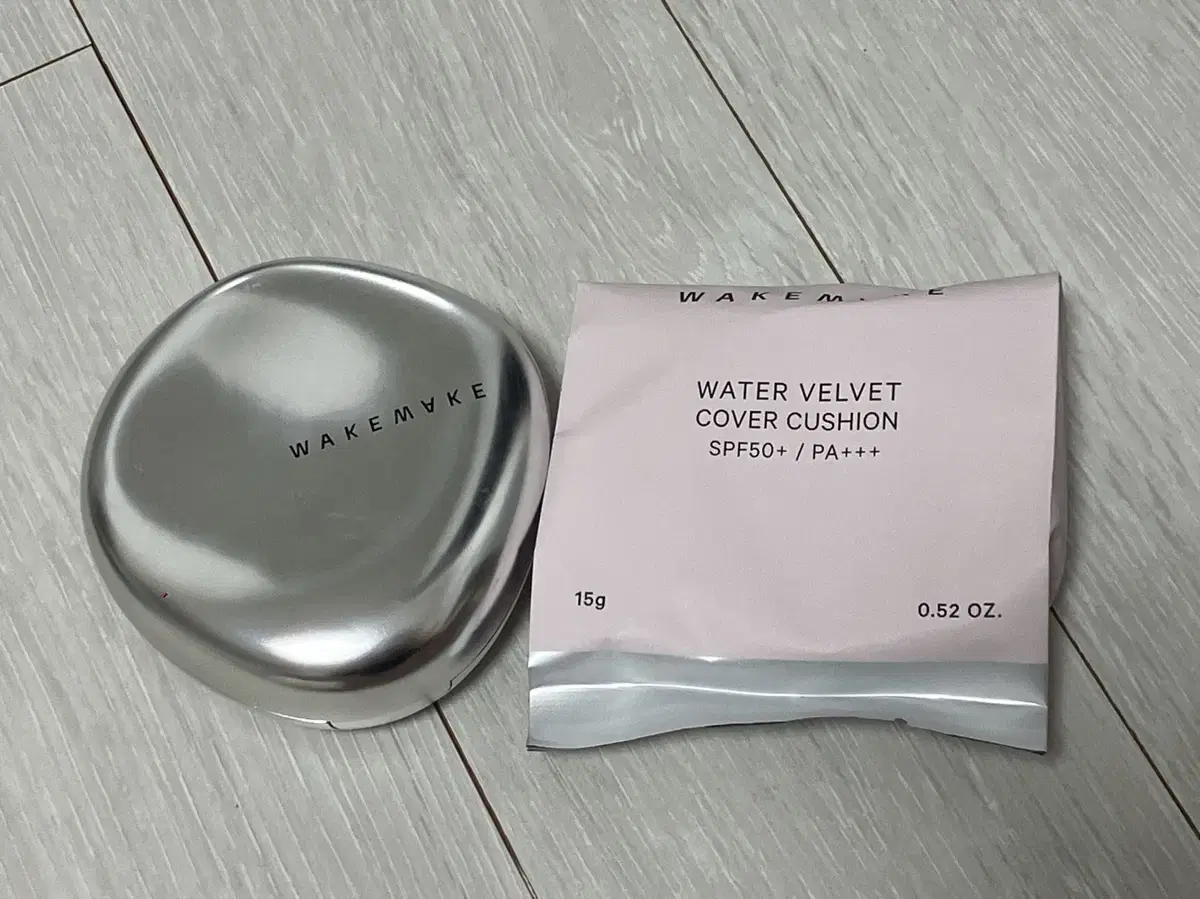 WAKEMAKE
WAKEMAKE
WATER VELVET
COVER CUSHION
SPF50+ / PA+++
15g
0.52 OZ.